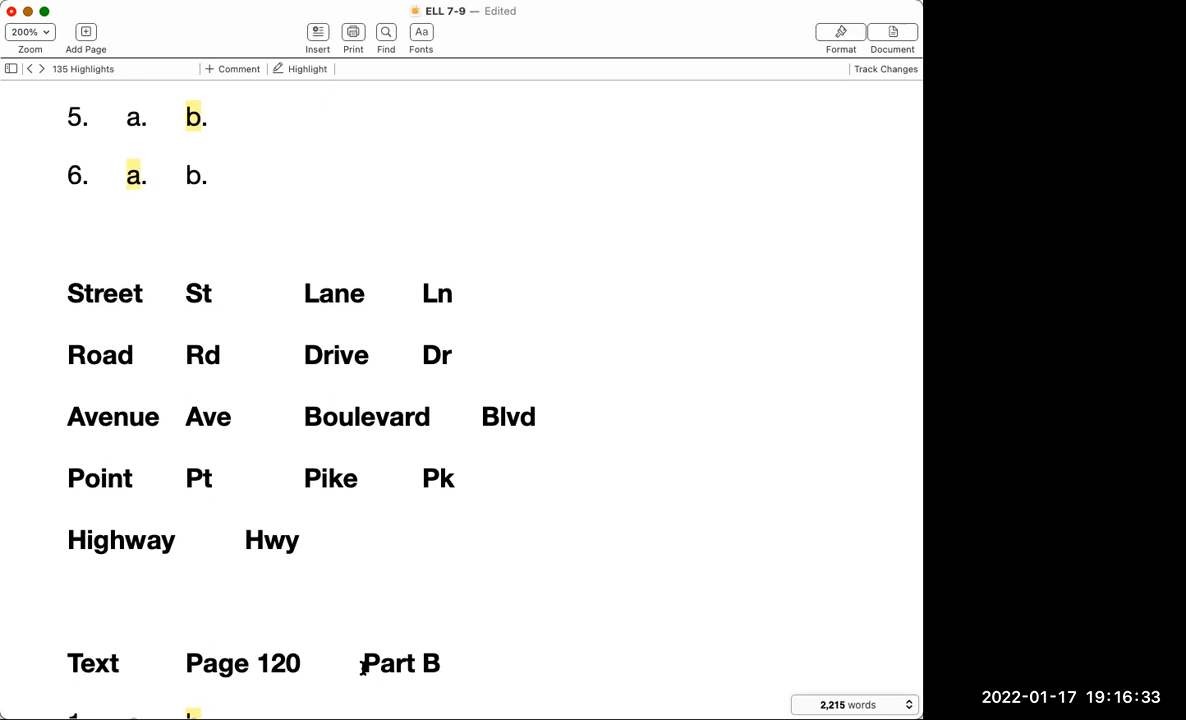 ELL 7-9 — Edited
200%
Zoom
Add Page
Insert
Print
Find
Aa
Fonts
Format
Document
135 Highlights
+ Comment
Highlight
Track Changes
5. a. b.
6. a. b.
Street St Lane Ln
Road Rd Drive Dr
Avenue Ave Boulevard Blvd
Point Pt Pike Pk
Highway Hwy
Text Page 120 Part B
2,215 words
2022-01-17 19:16:33